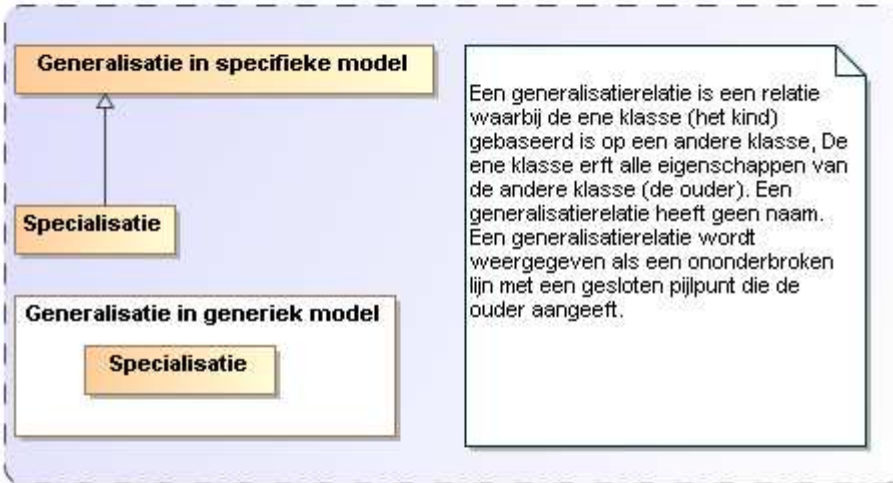 Generalisatie in specifieke model
Specialisatie
Generalisatie in generiek model
Specialisatie
Een generalisatierelatie is een relatie
waarbij de ene klasse (het kind)
gebaseerd is op een andere klasse, De
ene klasse erft alle eigenschappen van
de andere klasse (de ouder). Een
generalisatierelatie heeft geen naam.
Een generalisatierelatie wordt
weergegeven als een ononderbroken
lijn met een gesloten pijlpunt die de
ouder aangeeft.